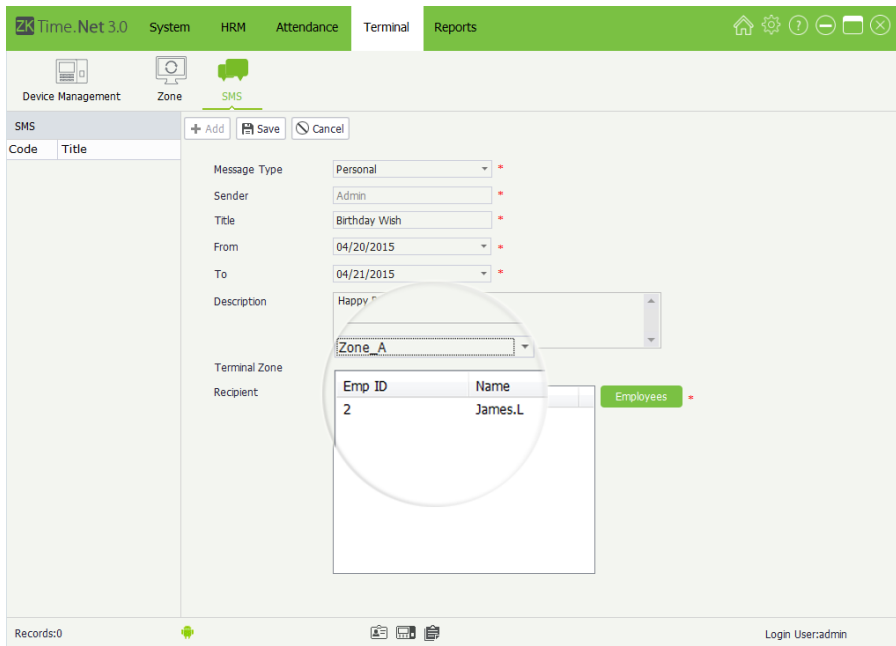 ZK Time.Net 3.0 System HRM Attendance Terminal Reports
Device Management Zone SMS
SMS
Code Title
Add Save Cancel
Message Type Personal *
Sender Admin *
Title Birthday Wish *
From 04/20/2015 *
To 04/21/2015 *
Description Happy
Zone_A
Terminal Zone
Recipient
Emp ID Name
2 James.L
Employees *
Records:0 Login User:admin